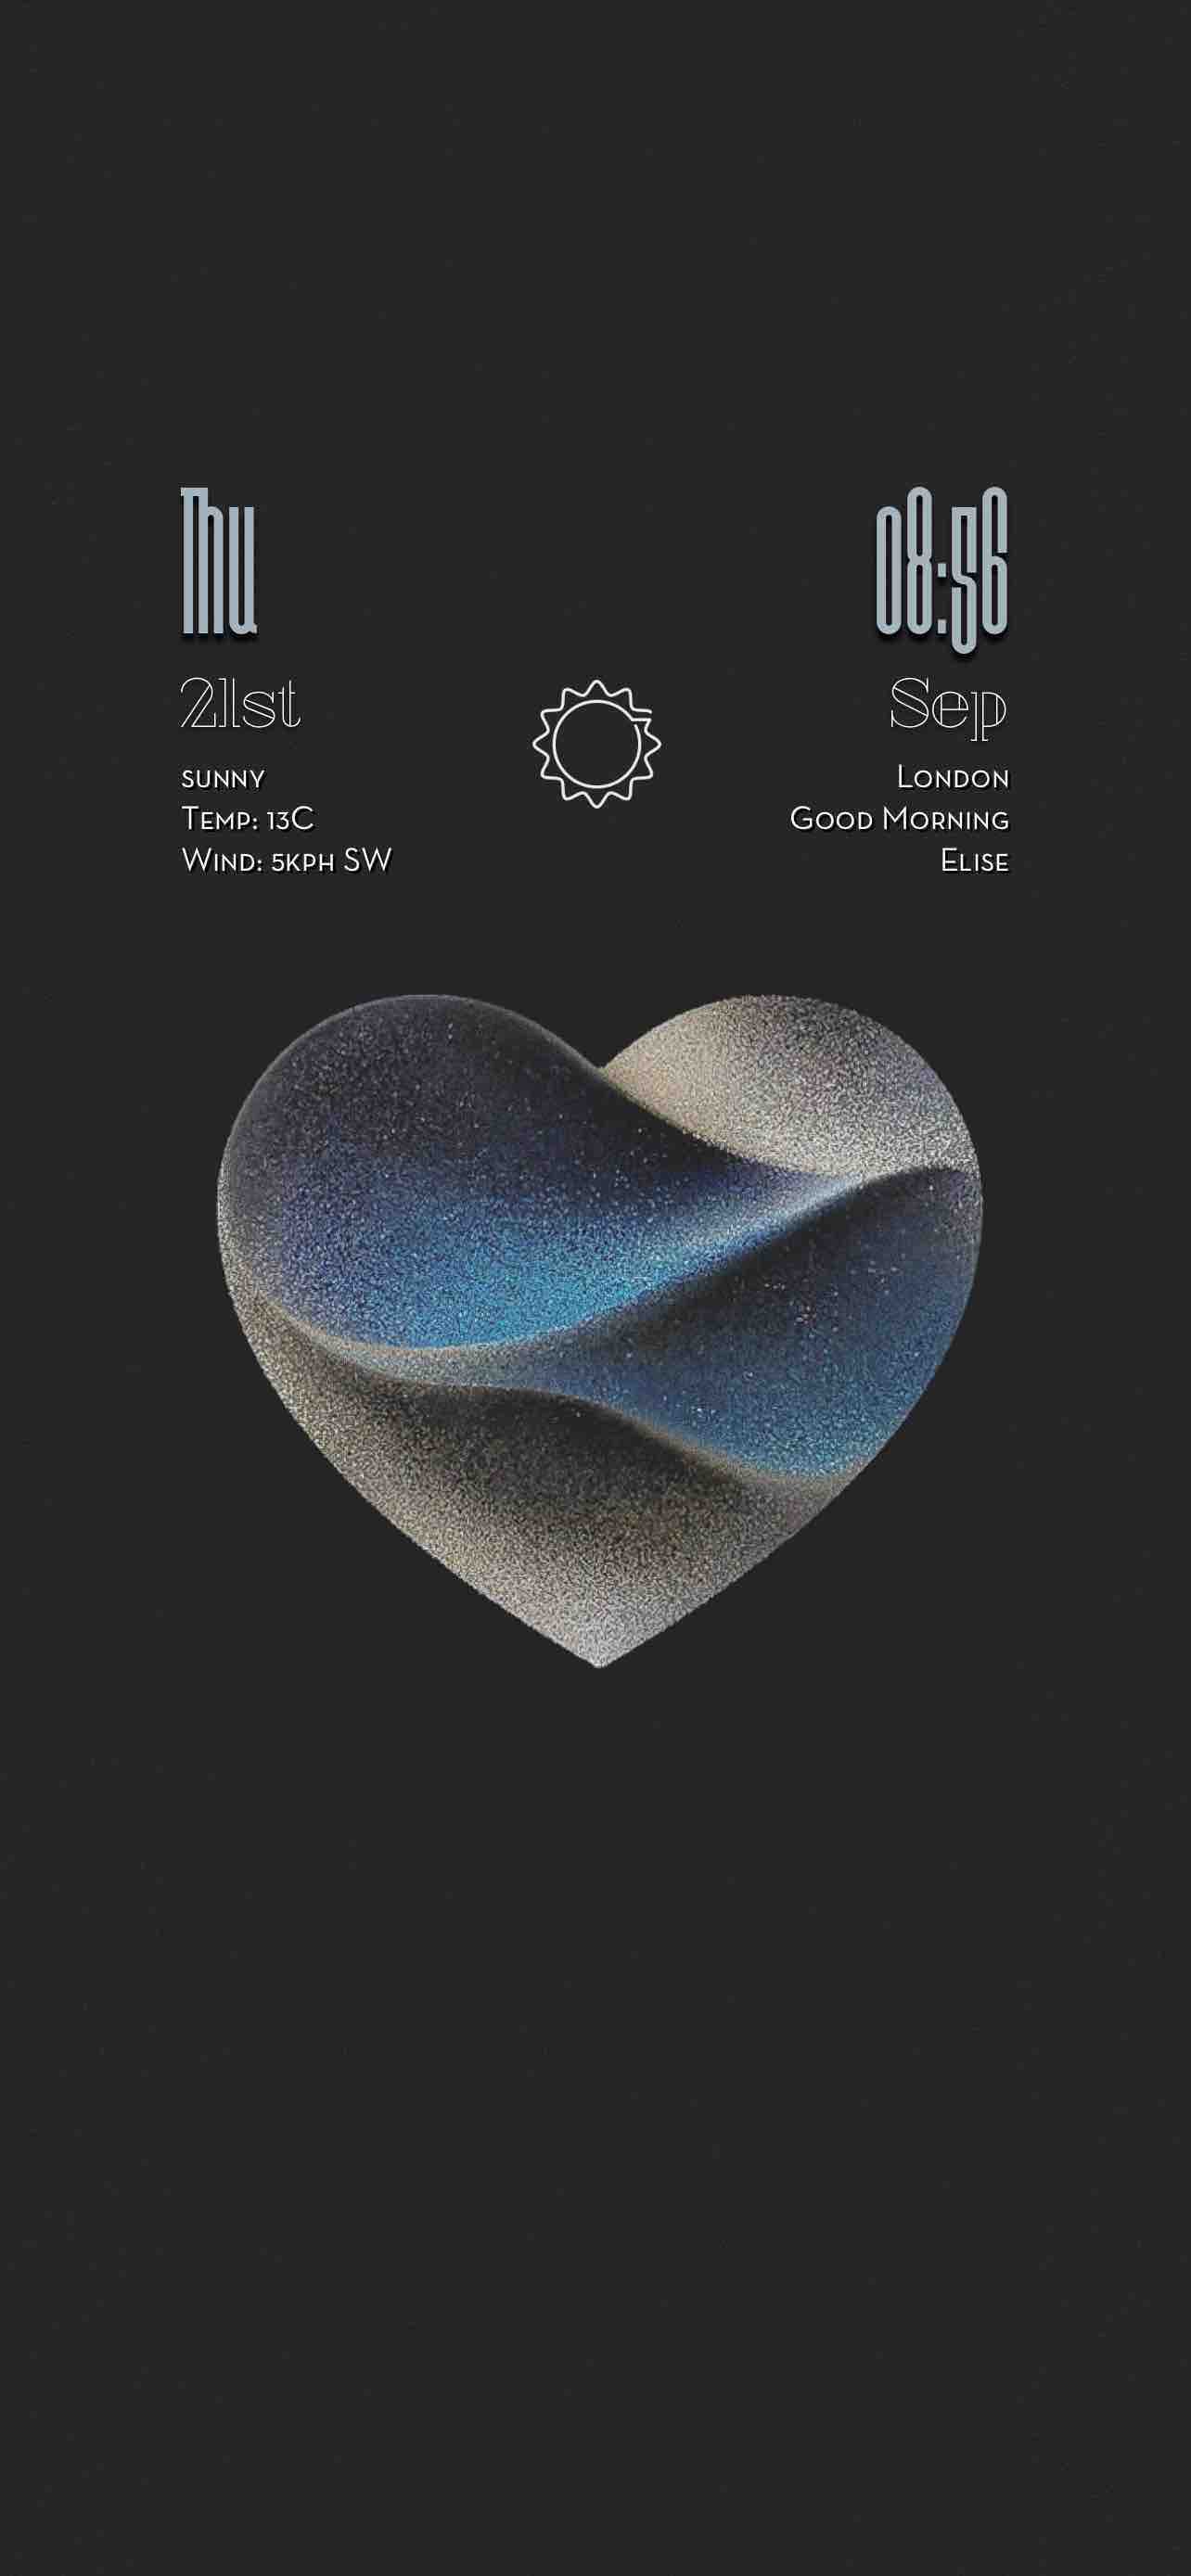 Thu
08:56
21st
Sep
sunny
London
Temp: 13C
Good Morning
Wind: 5kph SW
Elise